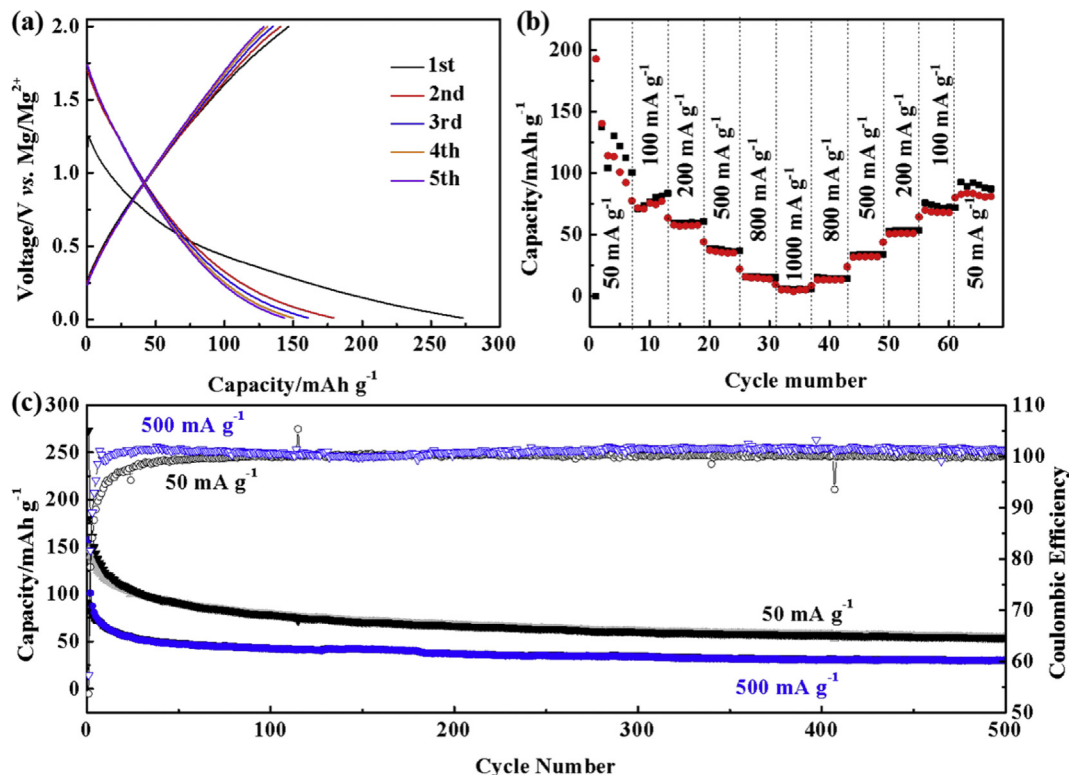 (a)
2.0
1.5
1.0
0.5
0.0
Voltage/V vs. Mg/Mg²⁺
1st
2nd
3rd
4th
5th
0 50 100 150 200 250 300
Capacity/mAh g⁻¹
(b)
200
150
100
50
0
Capacity/mAh g⁻¹
50 mA g⁻¹
100 mA g⁻¹
200 mA g⁻¹
500 mA g⁻¹
800 mA g⁻¹
1000 mA g⁻¹
800 mA g⁻¹
500 mA g⁻¹
200 mA g⁻¹
100 mA g⁻¹
50 mA g⁻¹
0 10 20 30 40 50 60 70
Cycle mumber
(c)
300
250
200
150
100
50
0
Capacity/mAh g⁻¹
500 mA g⁻¹
50 mA g⁻¹
50 mA g⁻¹
500 mA g⁻¹
110
100
90
80
70
60
50
Coulombic Efficiency
0 100 200 300 400 500
Cycle Number